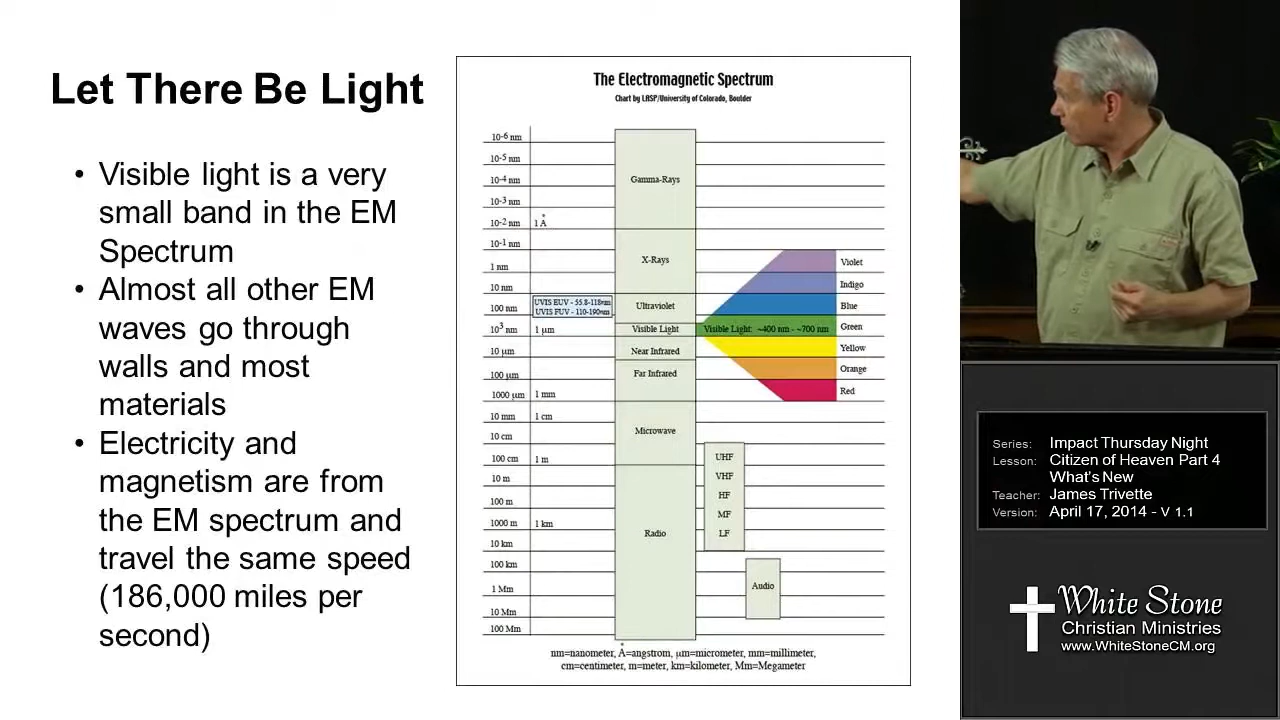 Let There Be Light
• Visible light is a very
small band in the EM
Spectrum
• Almost all other EM
waves go through
walls and most
materials
• Electricity and
magnetism are from
the EM spectrum and
travel the same speed
(186,000 miles per
second)
The Electromagnetic Spectrum
Chart by LASP/University of Colorado, Boulder
10-6 nm
10-5 nm
10-4 nm
Gamma-Rays
10-3 nm
10-2 nm 1 Å
10-1 nm
X-Rays
1 nm
10 nm
100 nm
UVIS EUV - 55.8-118nm
UVIS FUV - 110-190nm
Ultraviolet
10³ nm 1 µm Visible Light Visible Light: ~400 nm - ~700 nm
10 µm Near Infrared
100 µm Far Infrared
1000 µm 1 mm
10 mm 1 cm
10 cm Microwave
100 cm 1 m
10 m
100 m
1000 m 1 km
10 km Radio
100 km
1 Mm
10 Mm
100 Mm
Violet
Indigo
Blue
Green
Yellow
Orange
Red
UHF
VHF
HF
MF
LF
Audio
nm=nanometer, Å=angstrom, µm=micrometer, mm=millimeter,
cm=centimeter, m=meter, km=kilometer, Mm=Megameter
Series: Impact Thursday Night
Lesson: Citizen of Heaven Part 4
What's New
Teacher: James Trivette
Version: April 17, 2014 - V 1.1
White Stone
Christian Ministries
www.WhiteStoneCM.org